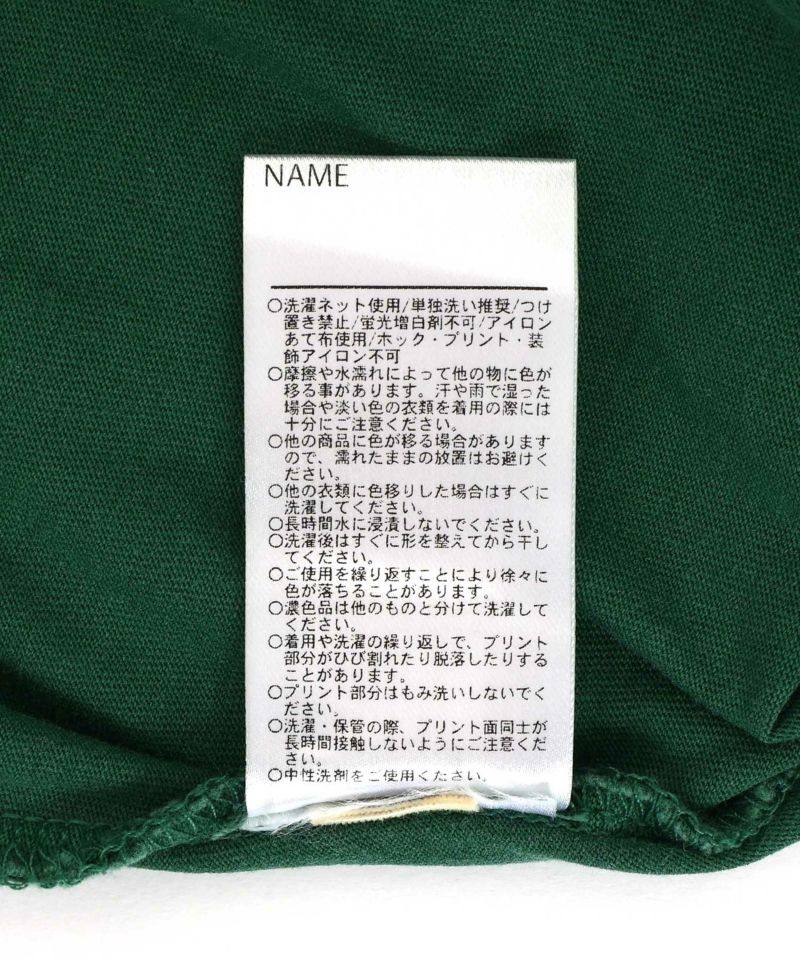 NAME
○洗濯ネット使用/単独洗い推奨/つけ
置き禁止/蛍光増白剤不可/アイロン
あて布使用/ホック・プリント・装
飾アイロン不可
○摩擦や水濡れによって他の物に色が
移る事があります。汗や雨で湿った
場合や淡い色の衣類を着用の際には
十分にご注意ください。
○他の商品に色が移る場合があります
ので、濡れたままの放置はお避けく
ださい。
○他の衣類に色移りした場合はすぐに
洗濯してください。
○長時間水に浸漬しないでください。
○洗濯後はすぐに形を整えてから干し
てください。
○ご使用を繰り返すことにより徐々に
色が落ちることがあります。
○濃色品は他のものと分けて洗濯して
ください。
○着用や洗濯の繰り返しで、プリント
部分がひび割れたり脱落したりする
ことがあります。
○プリント部分はもみ洗いしないでく
ださい。
○洗濯・保管の際、プリント面同士が
長時間接触しないようにご注意くだ
さい。
○中性洗剤をご使用ください。